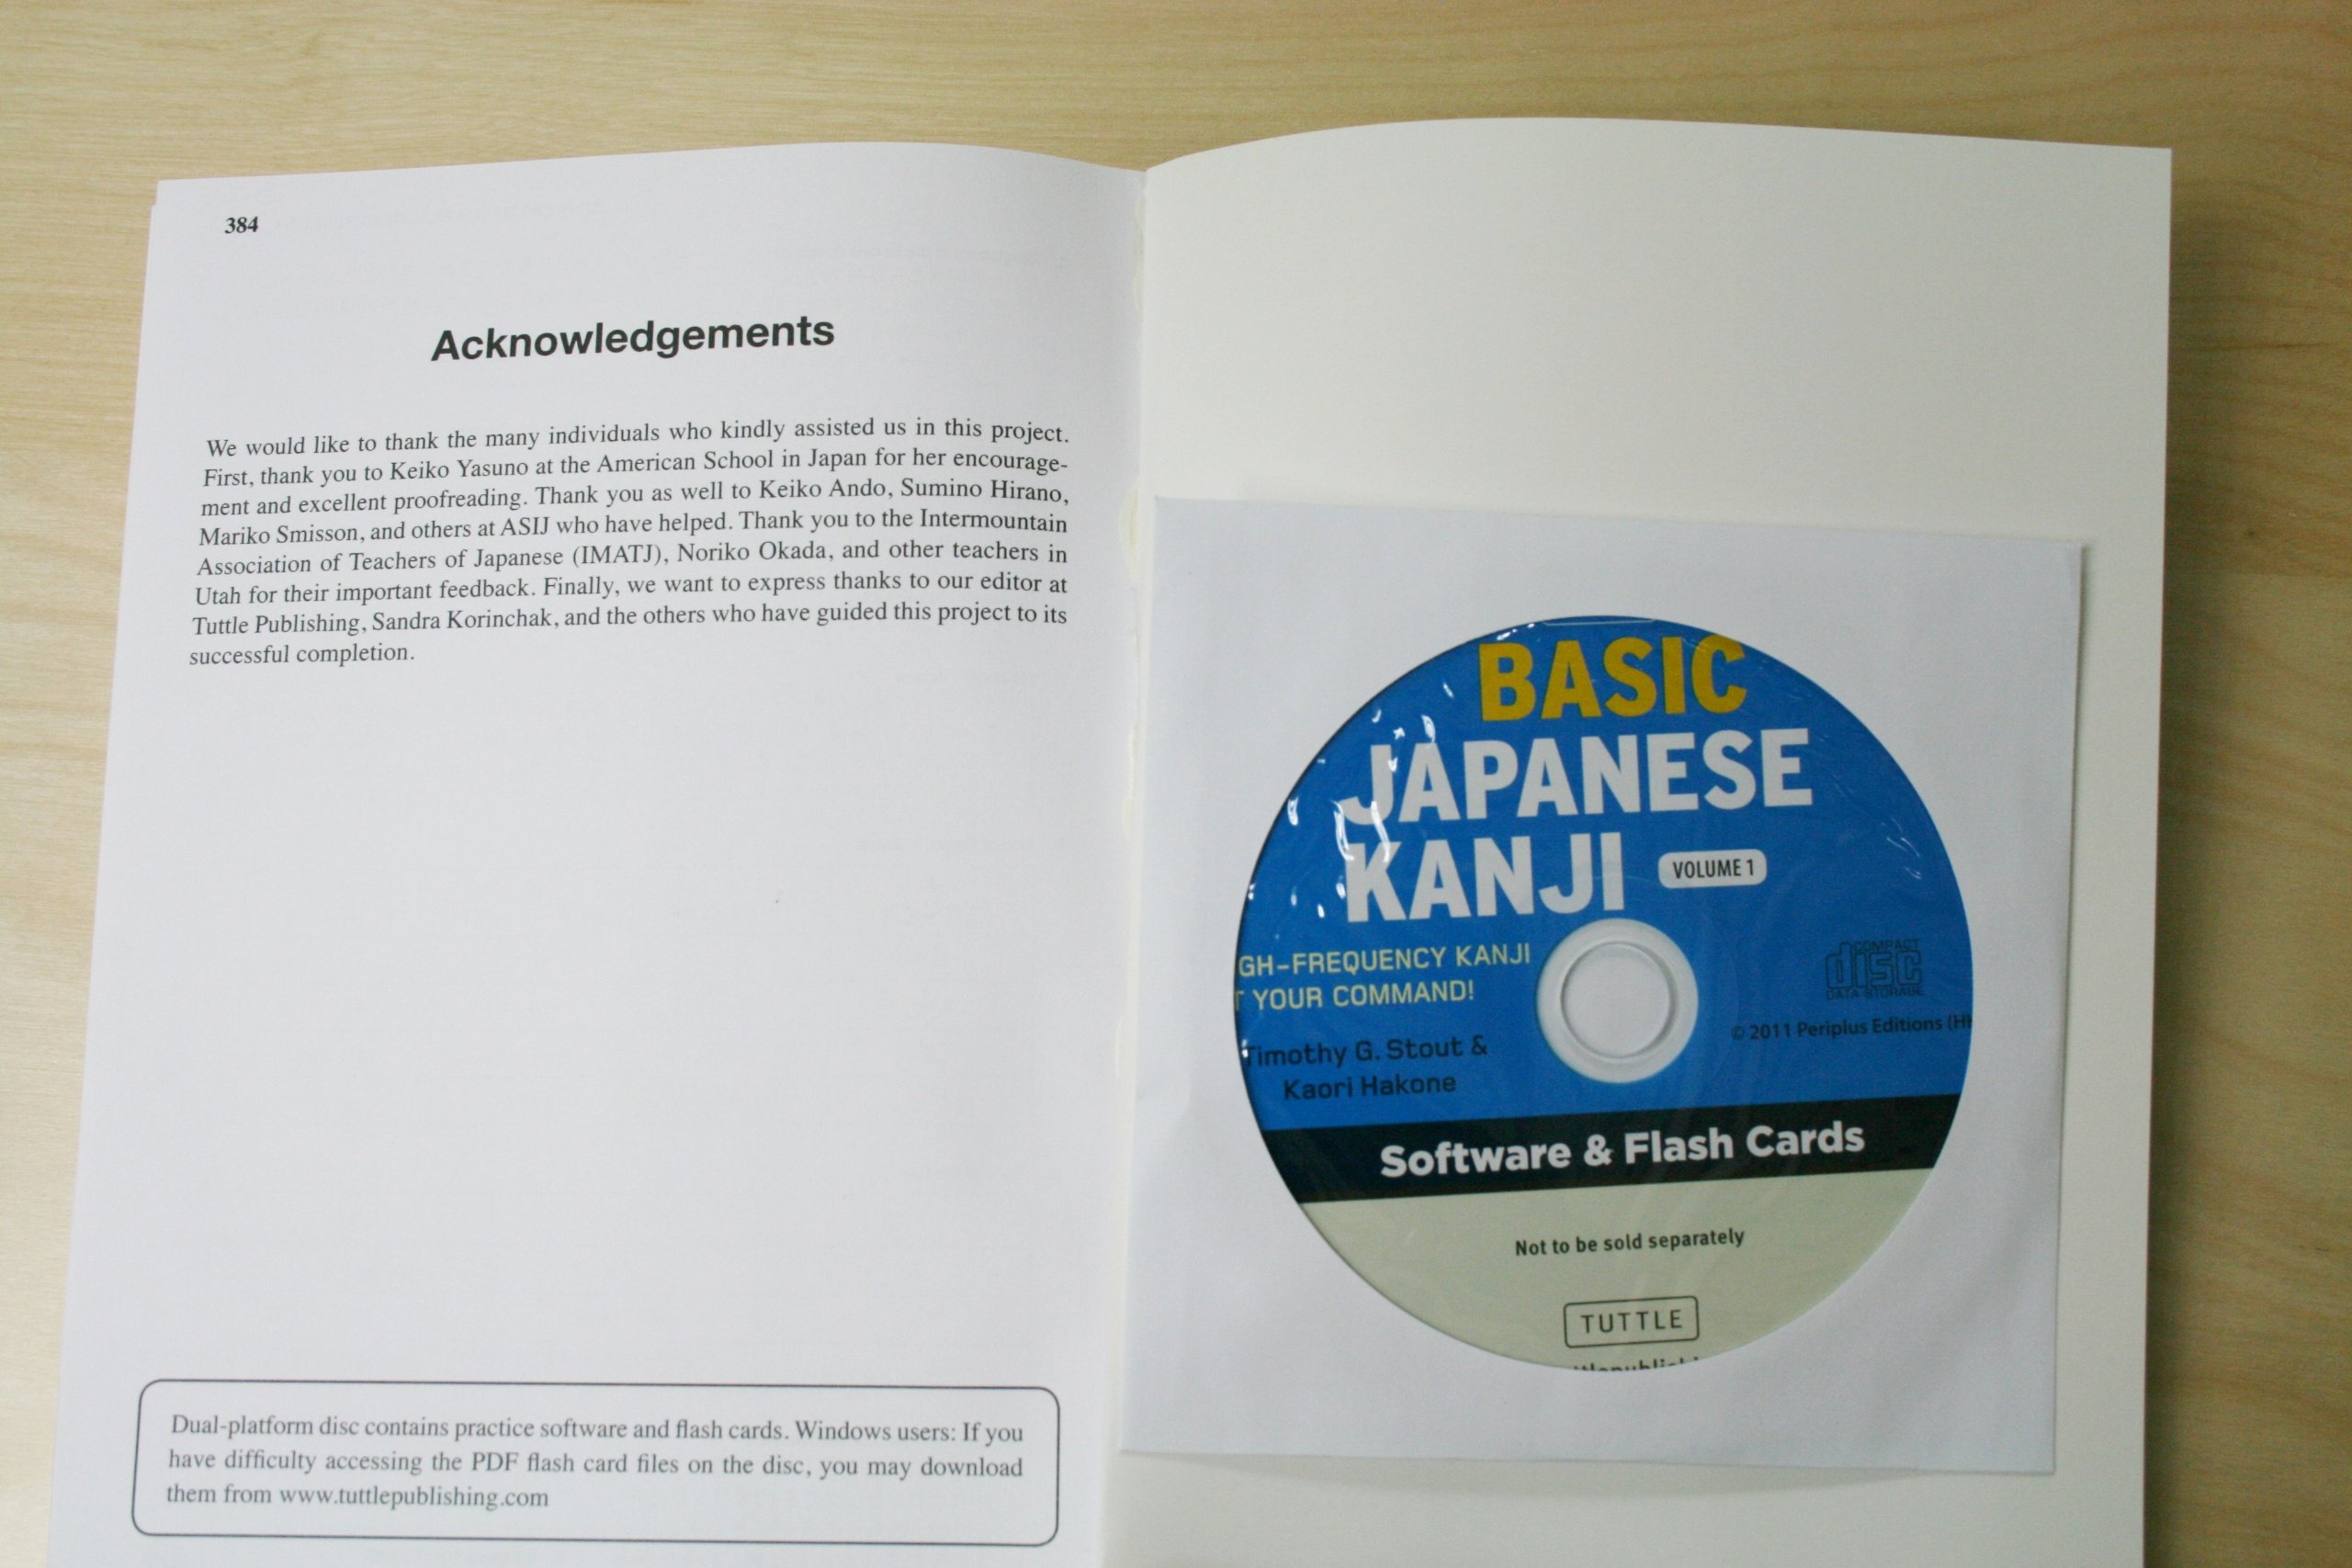 384
Acknowledgements
We would like to thank the many individuals who kindly assisted us in this project.
First, thank you to Keiko Yasuno at the American School in Japan for her encourage-
ment and excellent proofreading. Thank you as well to Keiko Ando, Sumino Hirano,
Mariko Smisson, and others at ASIJ who have helped. Thank you to the Intermountain
Association of Teachers of Japanese (IMATJ), Noriko Okada, and other teachers in
Utah for their important feedback. Finally, we want to express thanks to our editor at
Tuttle Publishing, Sandra Korinchak, and the others who have guided this project to its
successful completion.
Dual-platform disc contains practice software and flash cards. Windows users: If you
have difficulty accessing the PDF flash card files on the disc, you may download
them from www.tuttlepublishing.com
BASIC
JAPANESE
KANJI
VOLUME 1
GH-FREQUENCY KANJI
T YOUR COMMAND!
Timothy G. Stout &
Kaori Hakone
COMPACT
disc
DATA STORAGE
© 2011 Periplus Editions (H
Software & Flash Cards
Not to be sold separately
TUTTLE